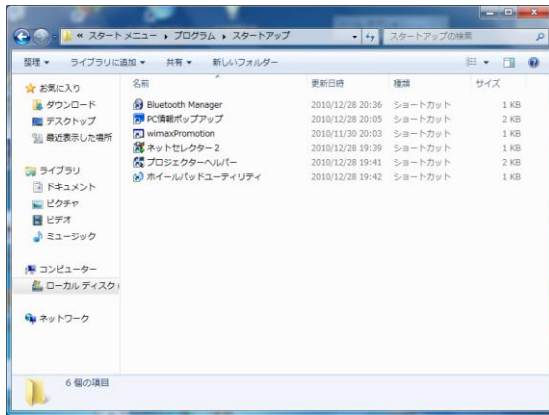 « スタート メニュー ▸ プログラム ▸ スタートアップ
スタートアップの検索
整理 ライブラリに追加 共有 新しいフォルダー
名前 更新日時 種類 サイズ
お気に入り
ダウンロード
デスクトップ
最近表示した場所
ライブラリ
ドキュメント
ピクチャ
ビデオ
ミュージック
コンピューター
ローカル ディスク (
ネットワーク
Bluetooth Manager 2010/12/28 20:36 ショートカット 1 KB
PC情報ポップアップ 2010/12/28 20:05 ショートカット 2 KB
wimaxPromotion 2010/11/30 20:03 ショートカット 1 KB
ネットセレクター2 2010/12/28 19:39 ショートカット 1 KB
プロジェクターヘルパー 2010/12/28 19:41 ショートカット 2 KB
ホイールパッドユーティリティ 2010/12/28 19:42 ショートカット 1 KB
6 個の項目